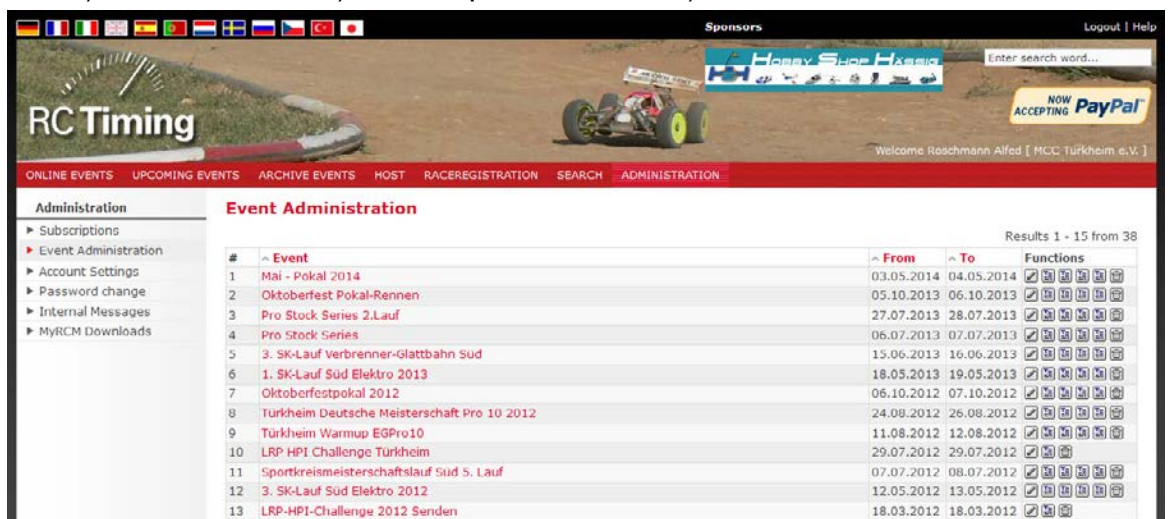 Sponsors
Logout | Help
HOBBY SHOP HÄSSIG
Enter search word...
RC Timing
NOW ACCEPTING PayPal
Welcome Roschmann Alfed [ MCC Türkheim e.V. ]
ONLINE EVENTS UPCOMING EVENTS ARCHIVE EVENTS HOST RACEREGISTRATION SEARCH ADMINISTRATION
Administration
Subscriptions
Event Administration
Account Settings
Password change
Internal Messages
MyRCM Downloads
Event Administration
Results 1 - 15 from 38
# Event From To Functions
1 Mai - Pokal 2014 03.05.2014 04.05.2014
2 Oktoberfest Pokal-Rennen 05.10.2013 06.10.2013
3 Pro Stock Series 2.Lauf 27.07.2013 28.07.2013
4 Pro Stock Series 06.07.2013 07.07.2013
5 3. SK-Lauf Verbrenner-Glattbahn Süd 15.06.2013 16.06.2013
6 1. SK-Lauf Süd Elektro 2013 18.05.2013 19.05.2013
7 Oktoberfestpokal 2012 06.10.2012 07.10.2012
8 Türkheim Deutsche Meisterschaft Pro 10 2012 24.08.2012 26.08.2012
9 Türkheim Warmup EGPro10 11.08.2012 12.08.2012
10 LRP HPI Challenge Türkheim 29.07.2012 29.07.2012
11 Sportkreismeisterschaftslauf Süd 5. Lauf 07.07.2012 08.07.2012
12 3. SK-Lauf Süd Elektro 2012 12.05.2012 13.05.2012
13 LRP-HPI-Challenge 2012 Senden 18.03.2012 18.03.2012